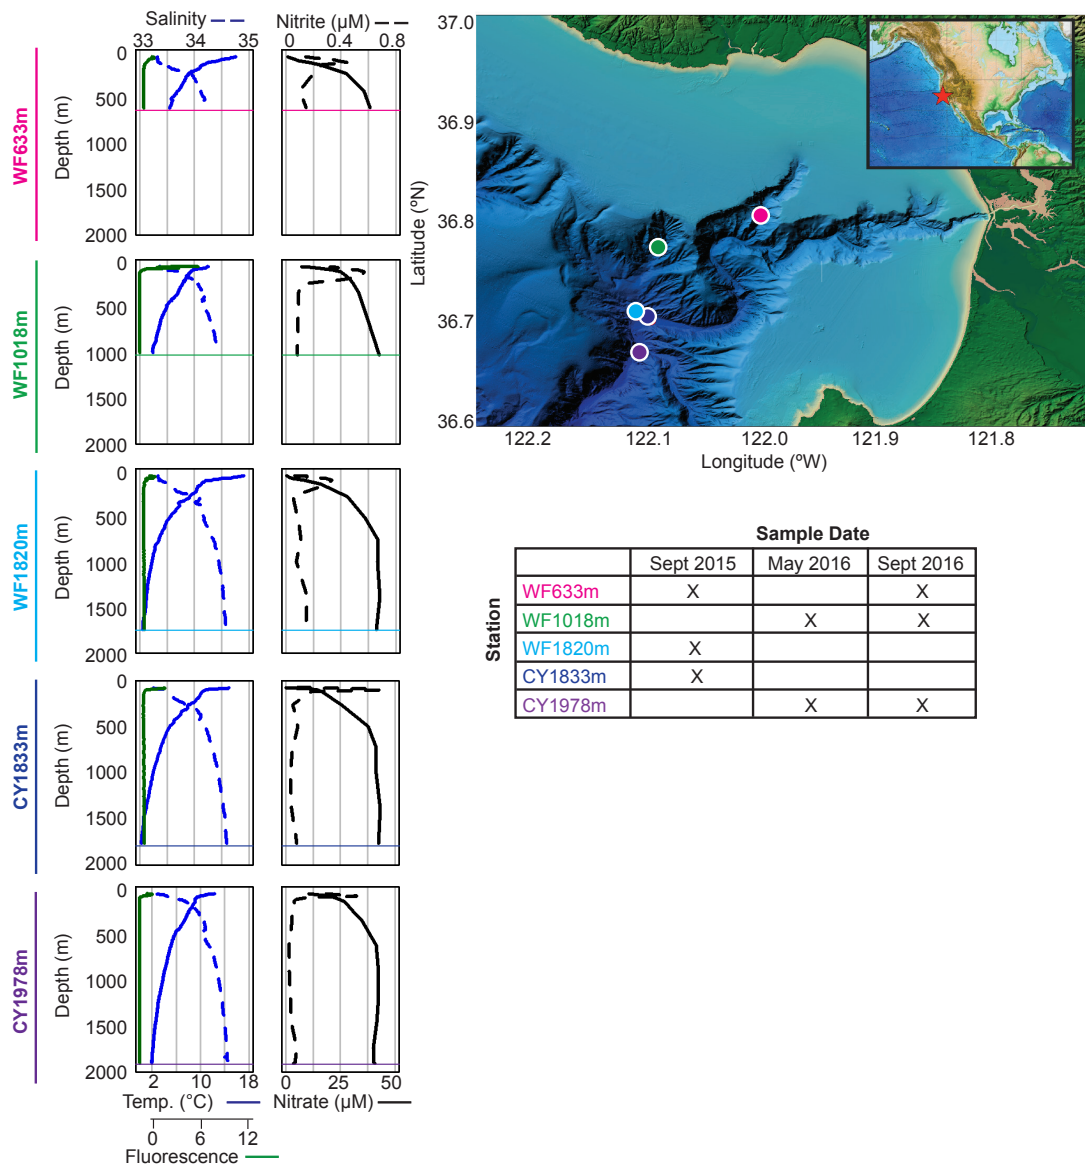 Salinity
33 34 35
Nitrite (µM)
0 0.4 0.8
WF633m
Depth (m)
0
500
1000
1500
2000
WF1018m
Depth (m)
0
500
1000
1500
2000
WF1820m
Depth (m)
0
500
1000
1500
2000
CY1833m
Depth (m)
0
500
1000
1500
2000
CY1978m
Depth (m)
0
500
1000
1500
2000
2 10 18
Temp. (°C)
0 25 50
Nitrate (µM)
0 6 12
Fluorescence
Latitude (ºN)
37.0
36.9
36.8
36.7
36.6
122.2 122.1 122.0 121.9 121.8
Longitude (ºW)
Sample Date
Sept 2015 May 2016 Sept 2016
Station
WF633m X X
WF1018m X X
WF1820m X
CY1833m X
CY1978m X X